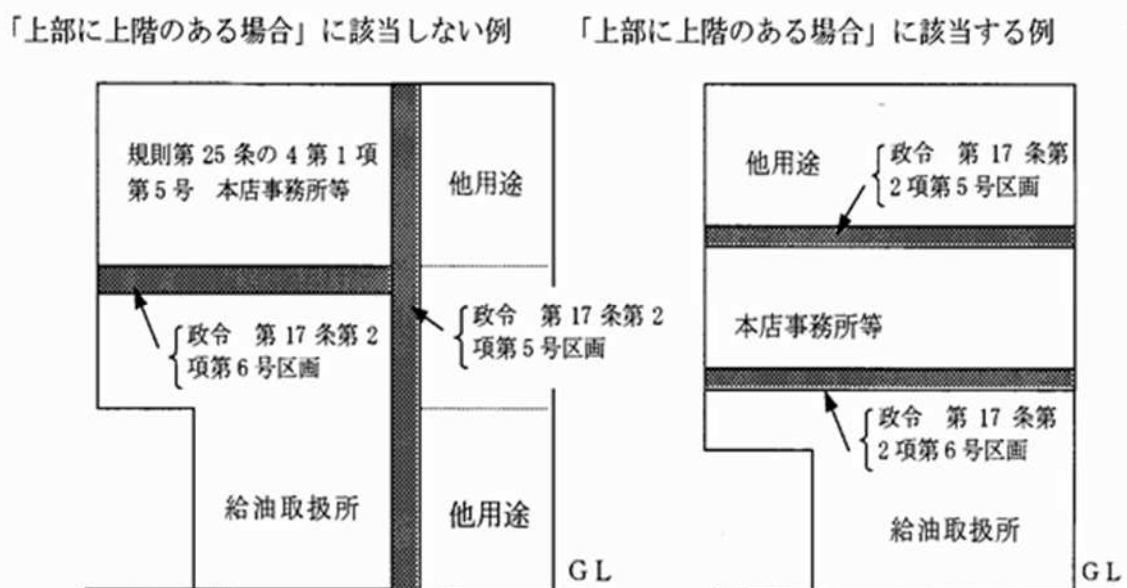 「上部に上階のある場合」に該当しない例
規則第25条の4第1項
第5号　本店事務所等
他用途
政令　第17条第2
項第5号区画
政令　第17条第2
項第6号区画
給油取扱所
他用途
GL
「上部に上階のある場合」に該当する例
他用途
政令　第17条第
2項第5号区画
本店事務所等
政令　第17条第
2項第6号区画
給油取扱所
GL